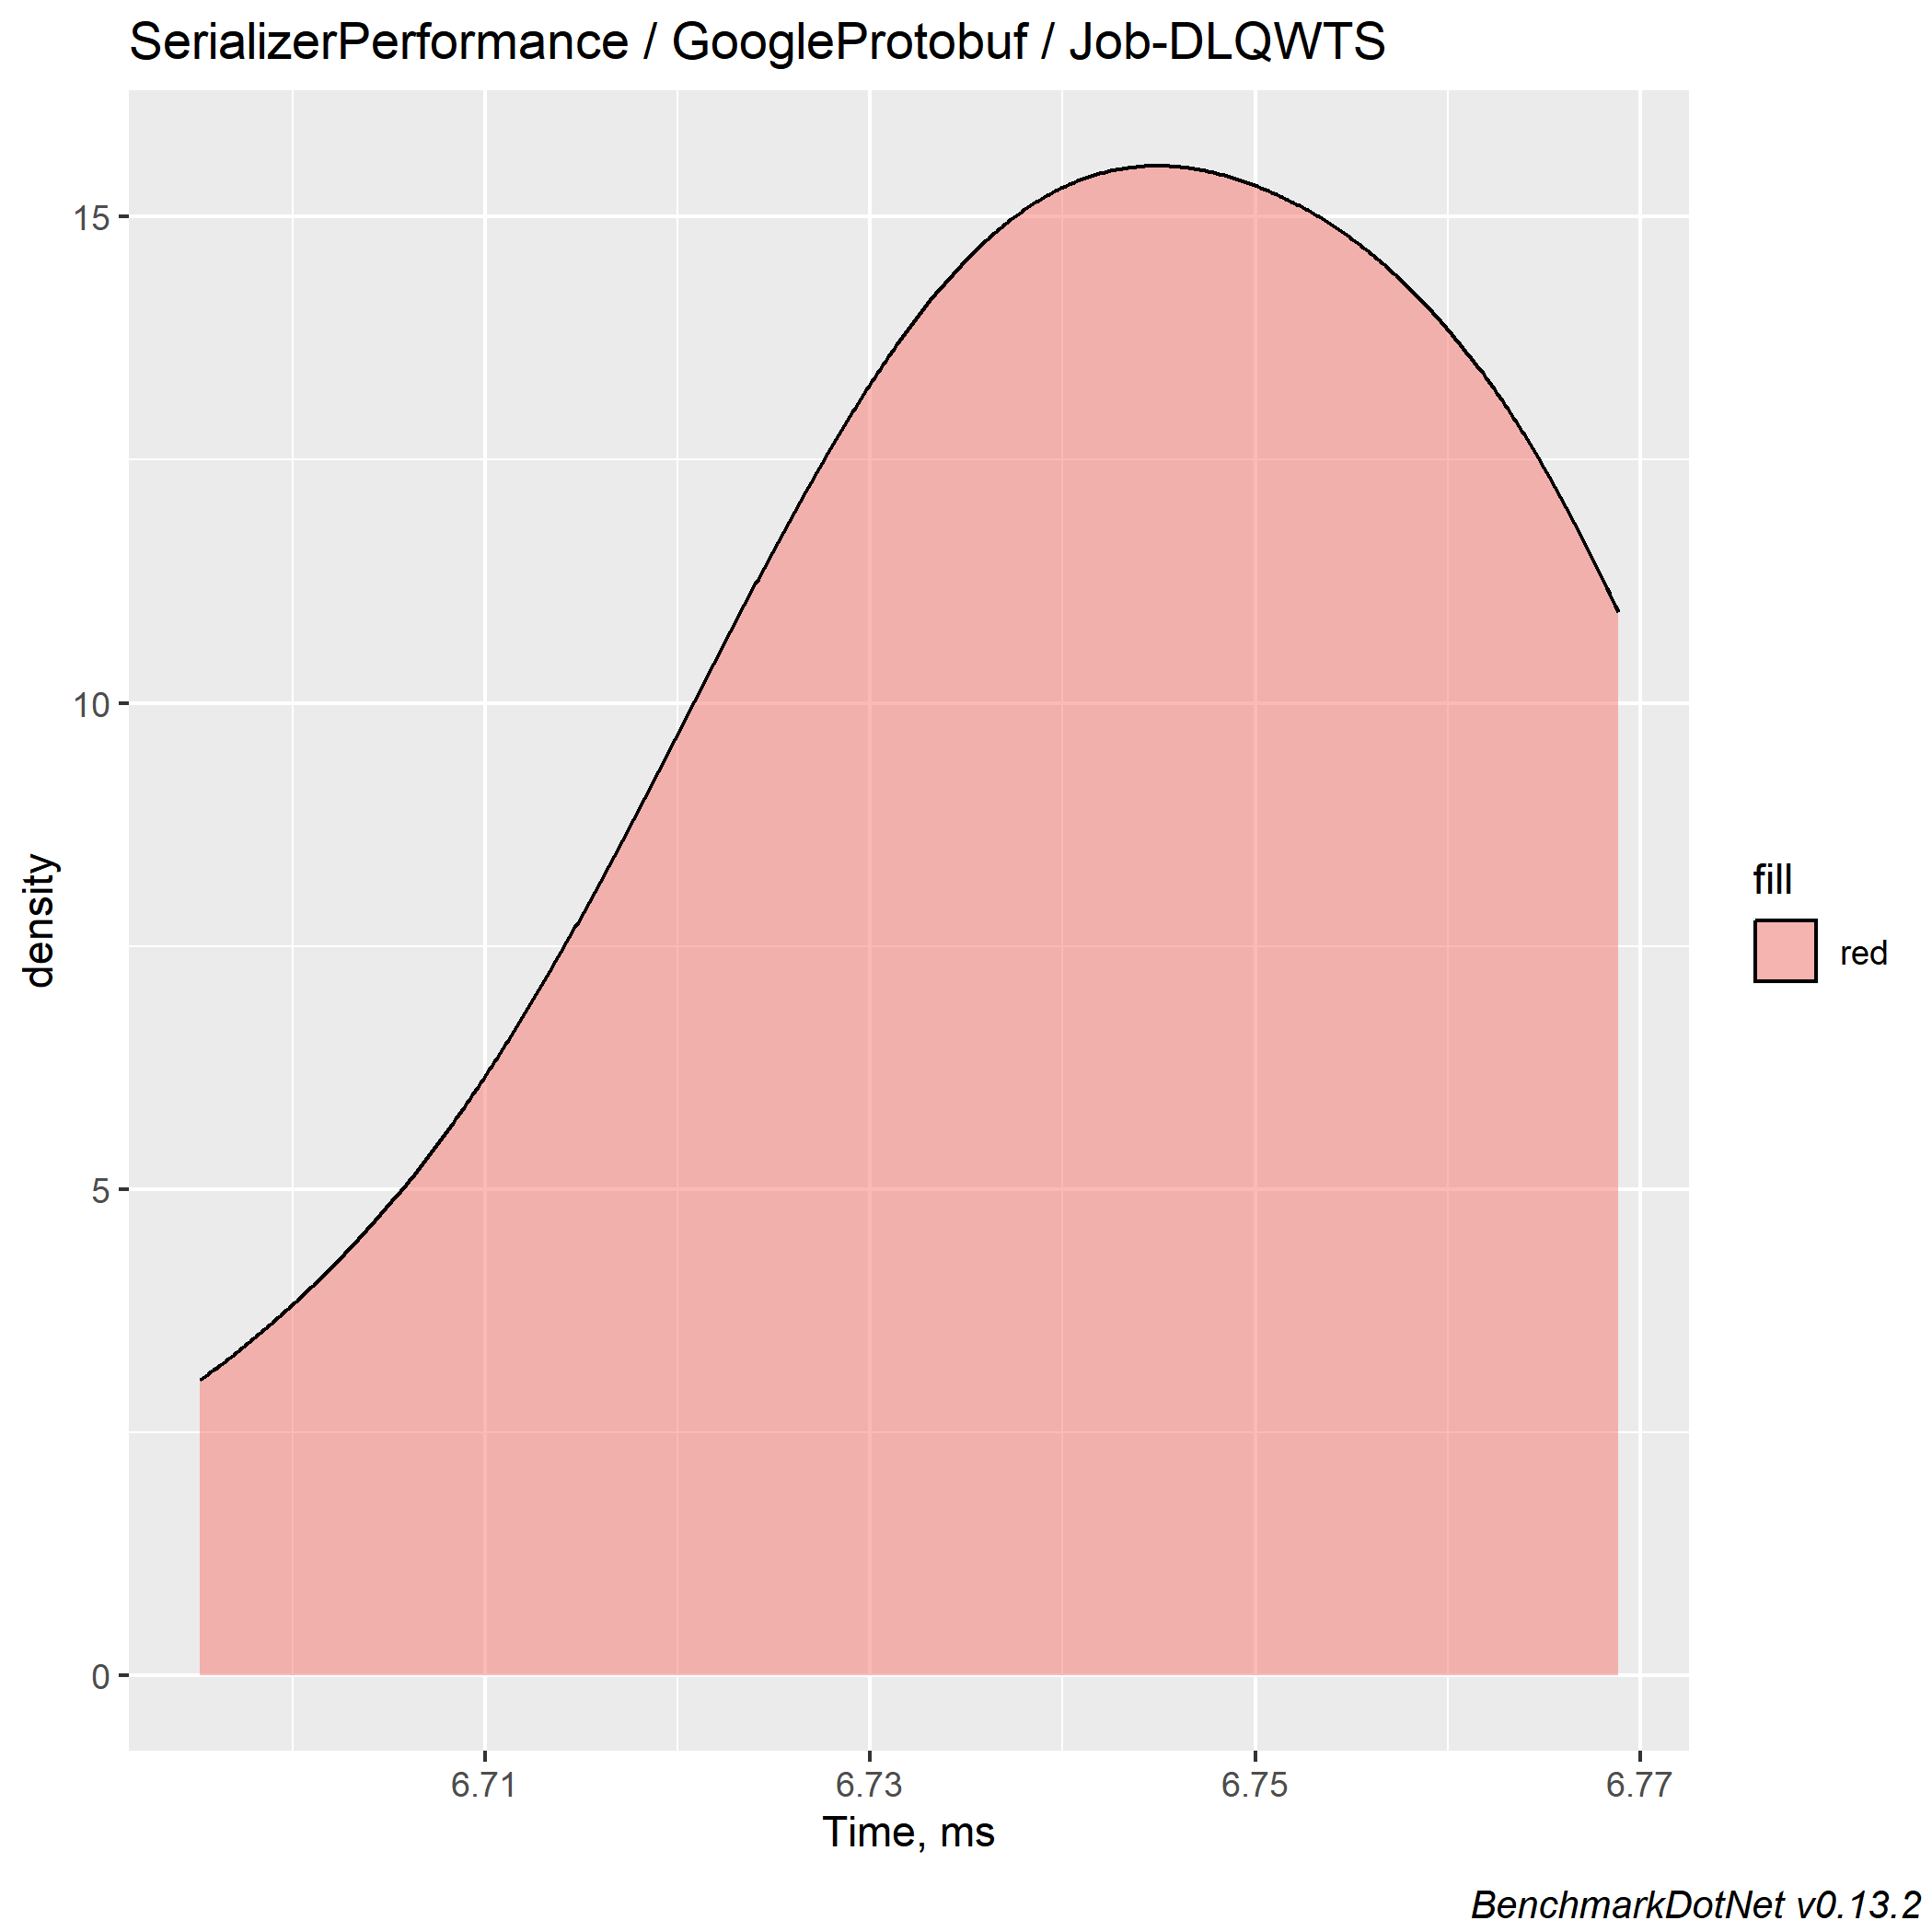 SerializerPerformance / GoogleProtobuf / Job-DLQWTS
15
10
5
0
density
6.71 6.73 6.75 6.77
Time, ms
fill
red
BenchmarkDotNet v0.13.2